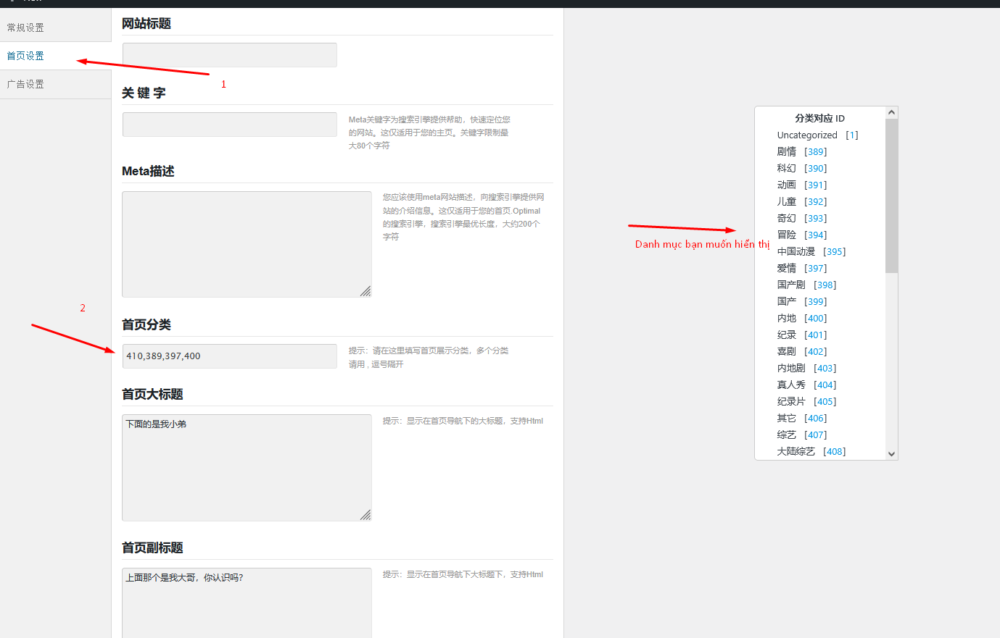 常规设置
首页设置
广告设置
1
2
网站标题
关 键 字
Meta关键字为搜索引擎提供帮助，快速定位您
的网站。这仅适用于您的主页。关键字限制最
大80个字符
Meta描述
您应该使用meta网站描述，向搜索引擎提供网
站的介绍信息。这仅适用于您的首页.Optimal
的搜索引擎，搜索引擎最优长度，大约200个
字符
首页分类
410,389,397,400
提示：请在这里填写首页展示分类，多个分类
请用 , 逗号隔开
首页大标题
下面的是我小弟
提示：显示在首页导航下的大标题，支持Html
首页副标题
上面那个是我大哥，你认识吗？
提示：显示在首页导航下大标题下，支持Html
Danh mục bạn muốn hiển thị
分类对应 ID
Uncategorized [1]
剧情 [389]
科幻 [390]
动画 [391]
儿童 [392]
奇幻 [393]
冒险 [394]
中国动漫 [395]
爱情 [397]
国产剧 [398]
国产 [399]
内地 [400]
纪录 [401]
喜剧 [402]
内地剧 [403]
真人秀 [404]
纪录片 [405]
其它 [406]
综艺 [407]
大陆综艺 [408]